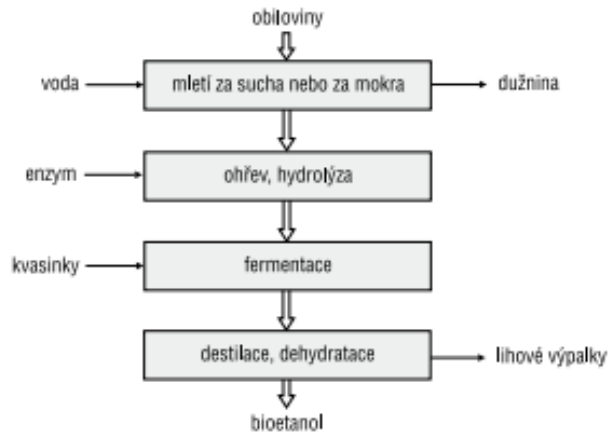 obiloviny
voda
mletí za sucha nebo za mokra
dužnina
enzym
ohřev, hydrolýza
kvasinky
fermentace
destilace, dehydratace
lihové výpalky
bioetanol